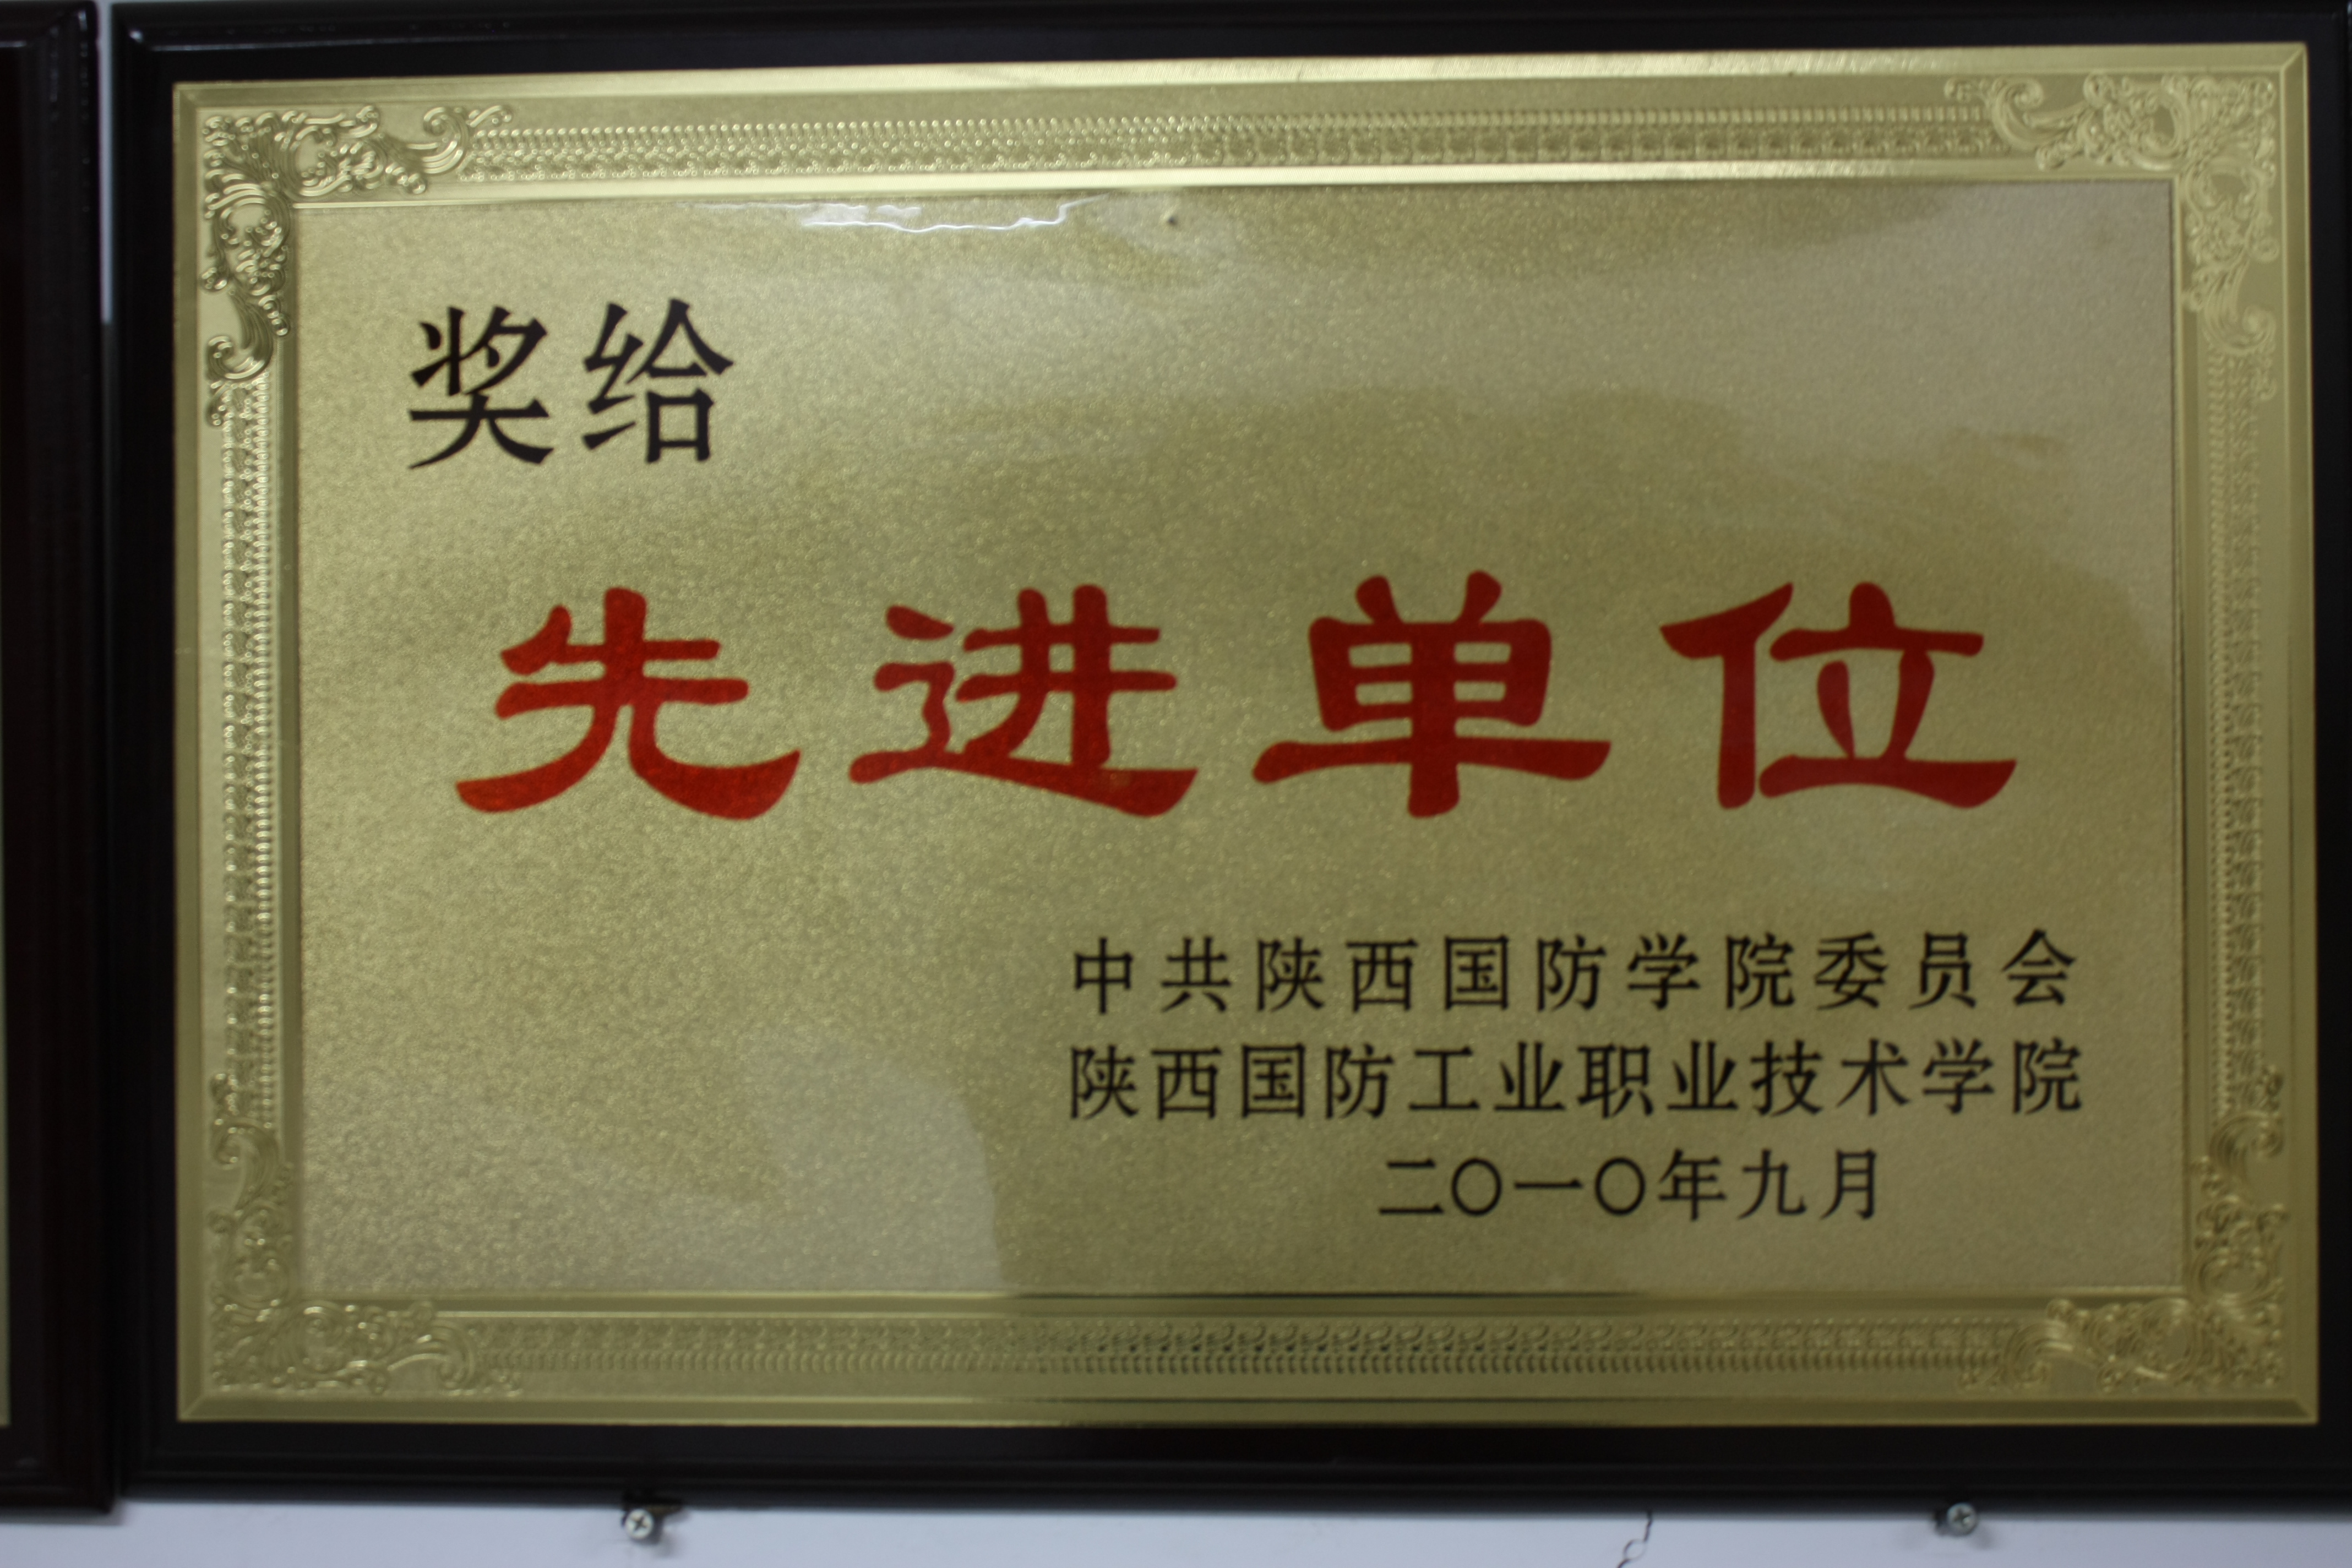 奖给
先进单位
中共陕西国防学院委员会
陕西国防工业职业技术学院
二〇一〇年九月